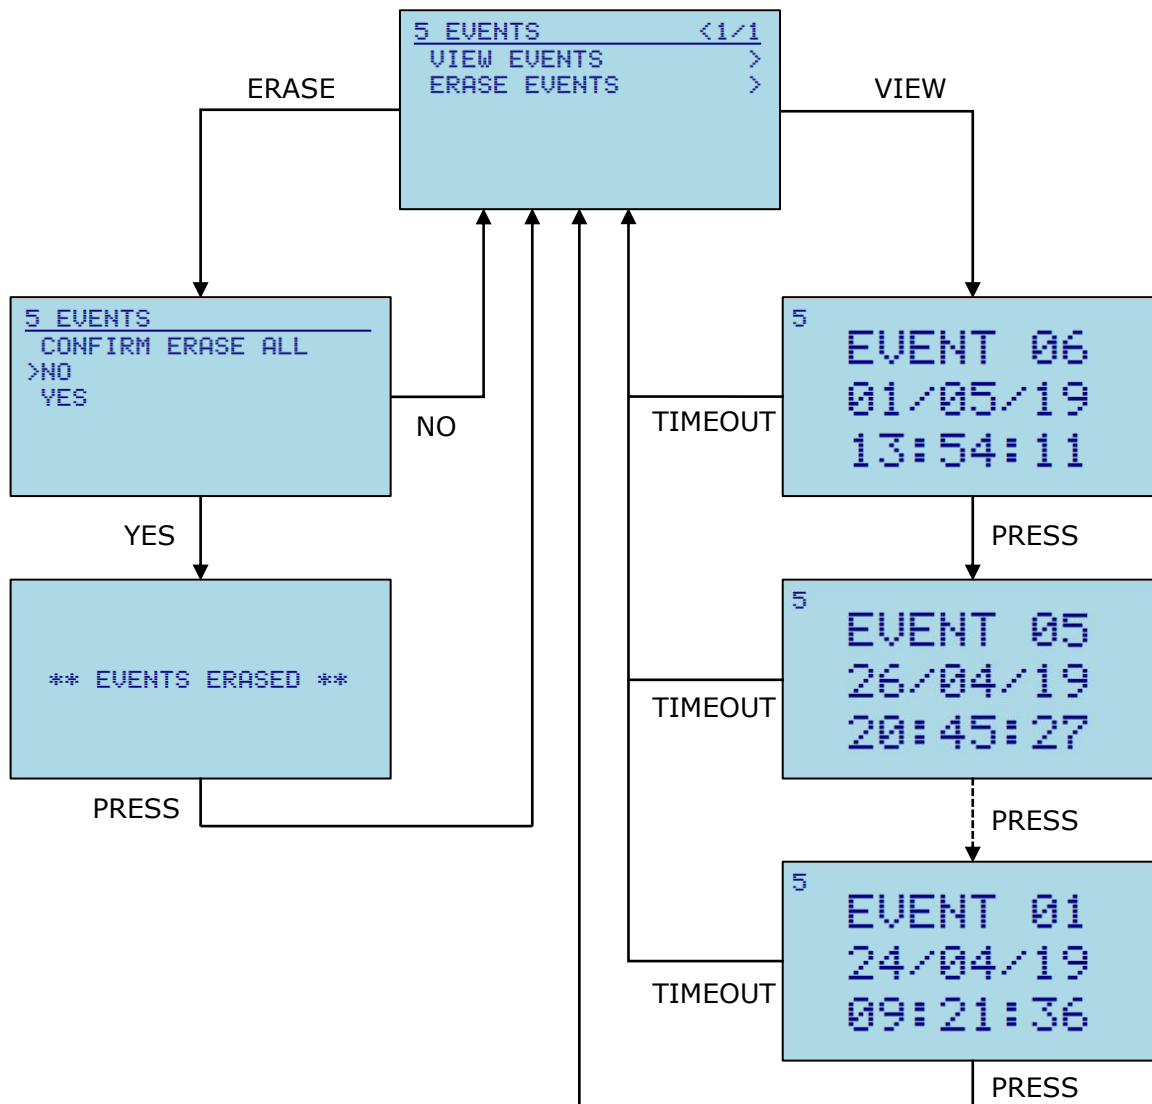 5 EVENTS <1/1
VIEW EVENTS >
ERASE EVENTS >
ERASE
VIEW
5 EVENTS
CONFIRM ERASE ALL
>NO
YES
NO
5
EVENT 06
01/05/19
13:54:11
TIMEOUT
YES
PRESS
** EVENTS ERASED **
5
EVENT 05
26/04/19
20:45:27
TIMEOUT
PRESS
PRESS
5
EVENT 01
24/04/19
09:21:36
TIMEOUT
PRESS